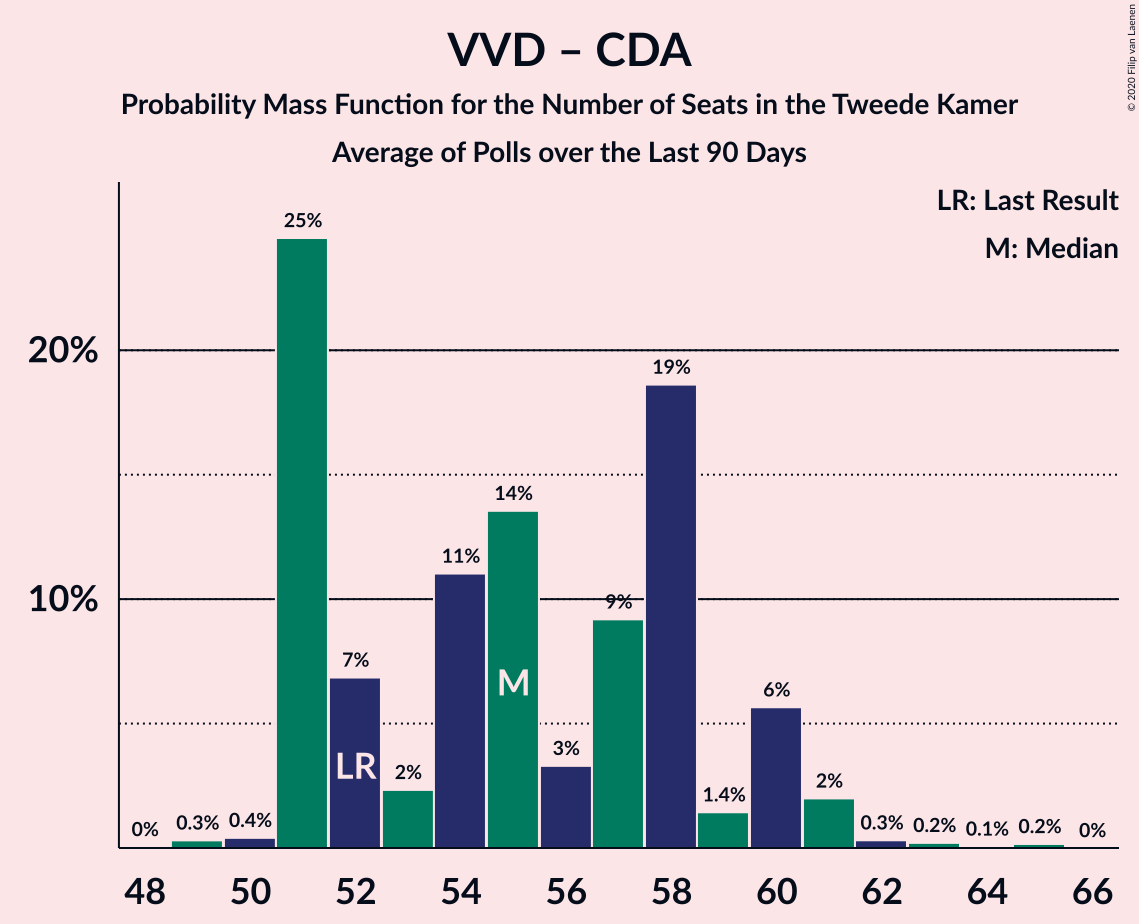 VVD – CDA
Probability Mass Function for the Number of Seats in the Tweede Kamer
Average of Polls over the Last 90 Days
© 2020 Filip van Laenen
LR: Last Result
M: Median
20%
10%
0%
0.3%
0.4%
25%
7%
2%
11%
14%
3%
9%
19%
1.4%
6%
2%
0.3%
0.2%
0.1%
0.2%
0%
LR
M
48 50 52 54 56 58 60 62 64 66